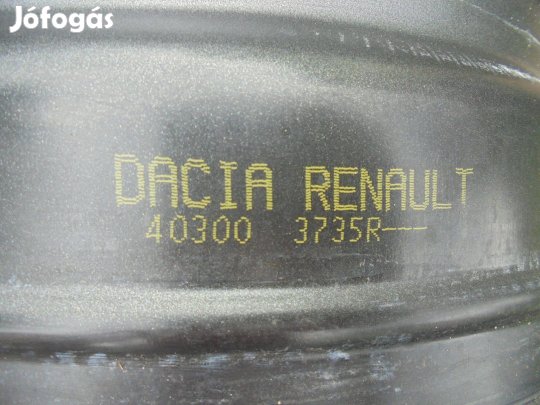 Jófogás
DACIA RENAULT
40300 3735R---